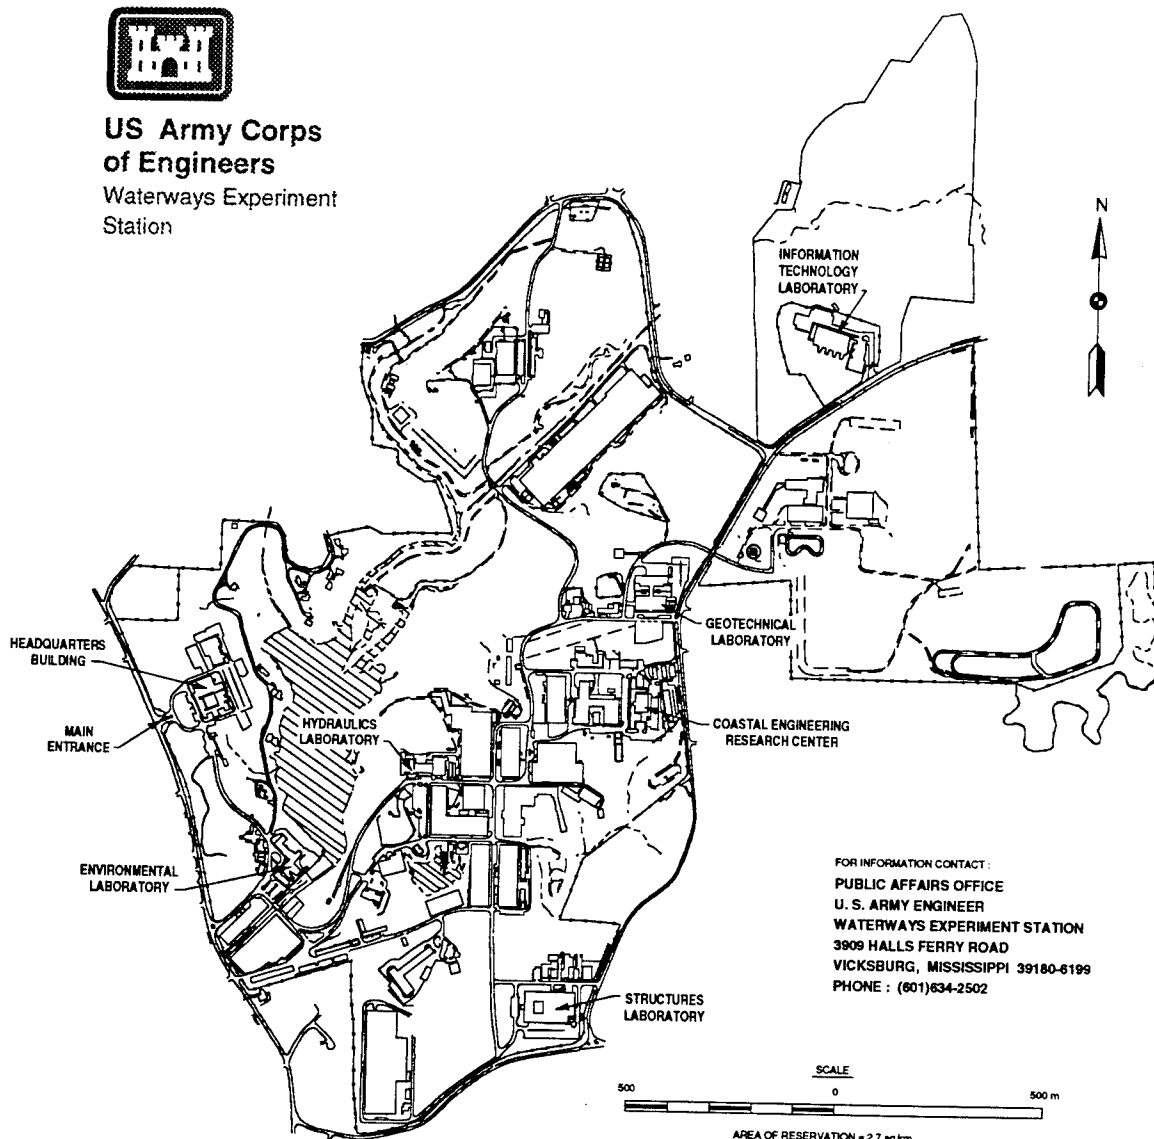 US Army Corps
of Engineers
Waterways Experiment
Station
N
INFORMATION
TECHNOLOGY
LABORATORY
HEADQUARTERS
BUILDING
MAIN
ENTRANCE
HYDRAULICS
LABORATORY
GEOTECHNICAL
LABORATORY
COASTAL ENGINEERING
RESEARCH CENTER
ENVIRONMENTAL
LABORATORY
STRUCTURES
LABORATORY
FOR INFORMATION CONTACT :
PUBLIC AFFAIRS OFFICE
U. S. ARMY ENGINEER
WATERWAYS EXPERIMENT STATION
3909 HALLS FERRY ROAD
VICKSBURG, MISSISSIPPI 39180-6199
PHONE : (601)634-2502
SCALE
500 0 500 m
AREA OF RESERVATION = 2.7 sq km